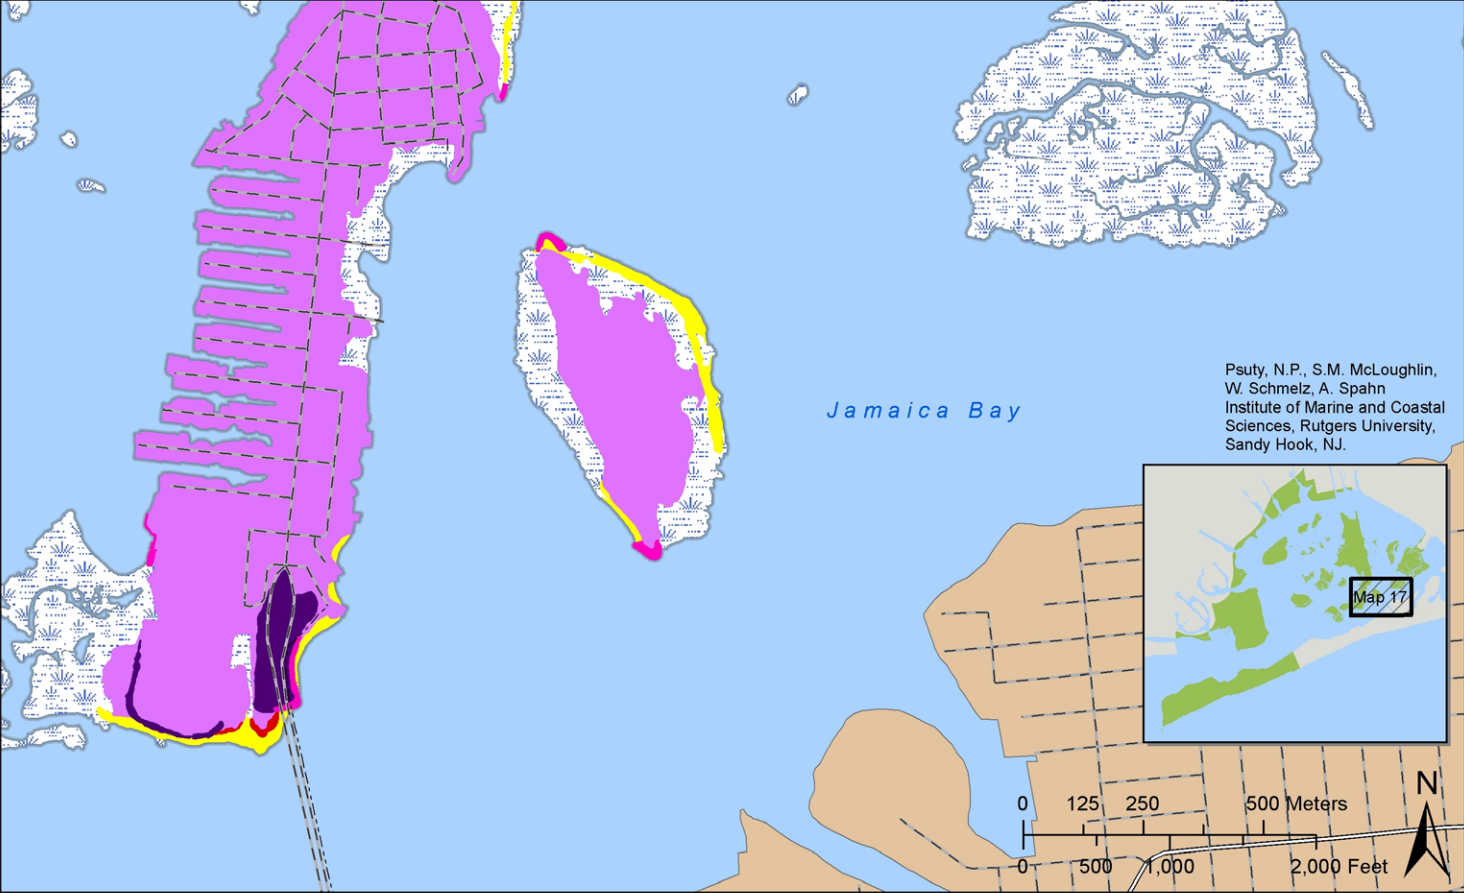 Jamaica Bay
Psuty, N.P., S.M. McLoughlin,
W. Schmelz, A. Spahn
Institute of Marine and Coastal
Sciences, Rutgers University,
Sandy Hook, NJ.
Map 17
N
0 125 250 500 Meters
0 500 1,000 2,000 Feet